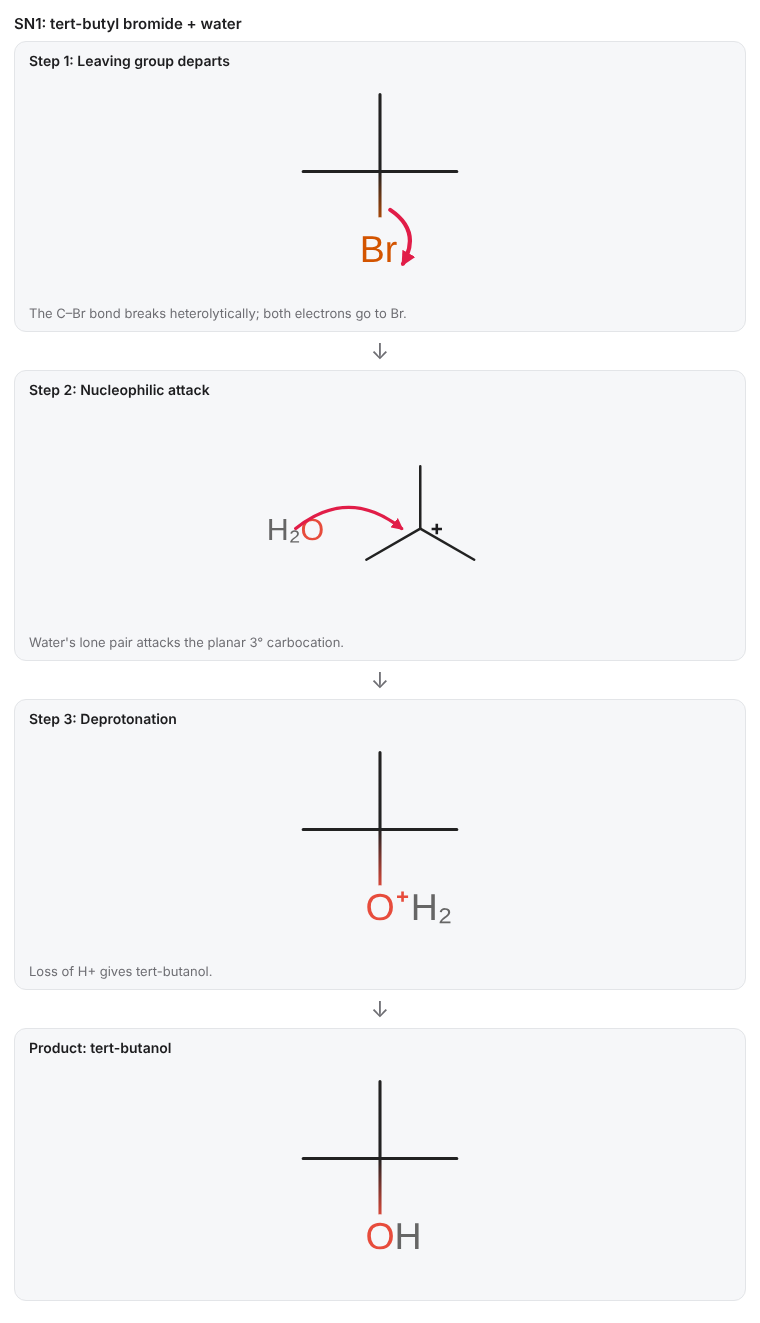 SN1: tert-butyl bromide + water
Step 1: Leaving group departs
Br
The C–Br bond breaks heterolytically; both electrons go to Br.
Step 2: Nucleophilic attack
H₂O +
Water's lone pair attacks the planar 3° carbocation.
Step 3: Deprotonation
O⁺H₂
Loss of H+ gives tert-butanol.
Product: tert-butanol
OH